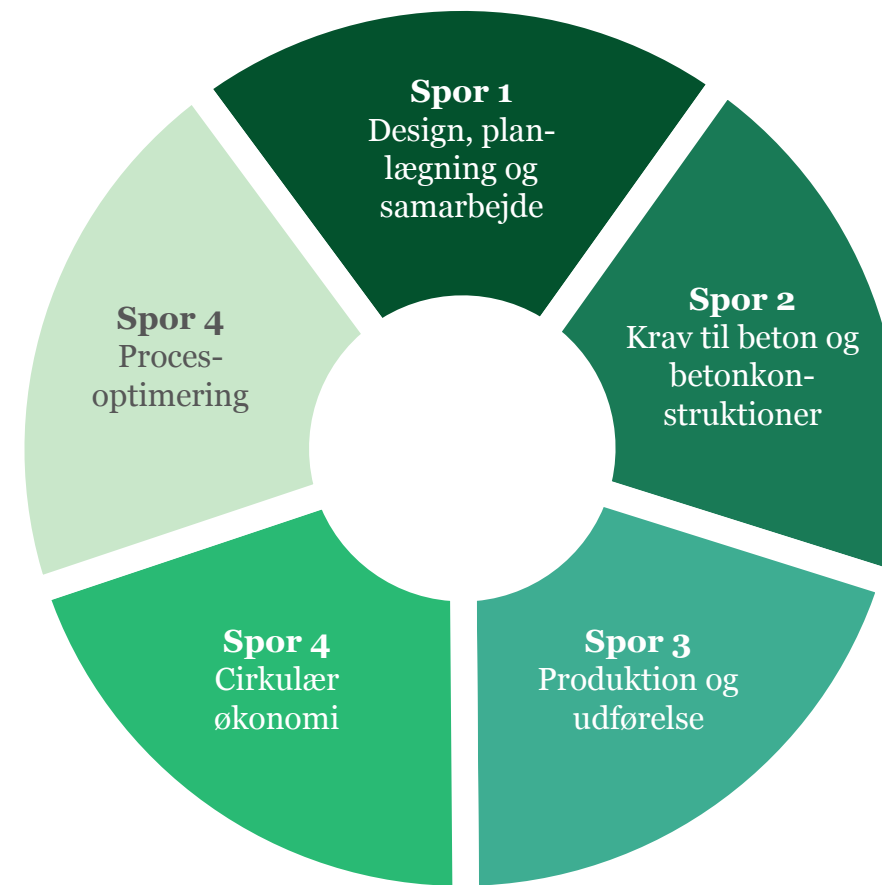 Spor 1
Design, plan-
lægning og
samarbejde
Spor 2
Krav til beton og
betonkon-
struktioner
Spor 3
Produktion og
udførelse
Spor 4
Cirkulær
økonomi
Spor 4
Proces-
optimering